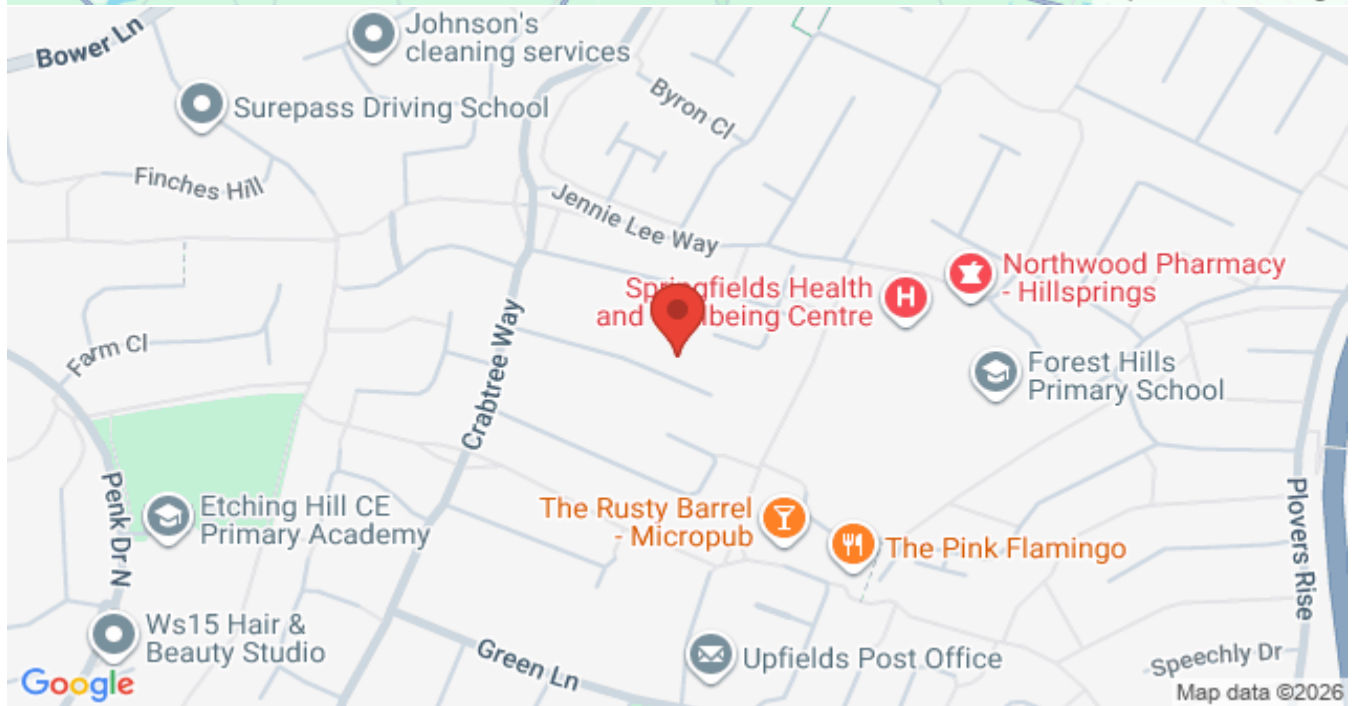 Bower Ln
Johnson's
cleaning services
Surepass Driving School
Byron Cl
Finches Hill
Jennie Lee Way
Northwood Pharmacy
- Hillsprings
Springfields Health
and Wellbeing Centre
Crabtree Way
Farm Cl
Forest Hills
Primary School
Penk Dr N
Etching Hill CE
Primary Academy
The Rusty Barrel
- Micropub
The Pink Flamingo
Plovers Rise
Ws15 Hair &
Beauty Studio
Green Ln
Upfields Post Office
Speechly Dr
Google
Map data ©2026